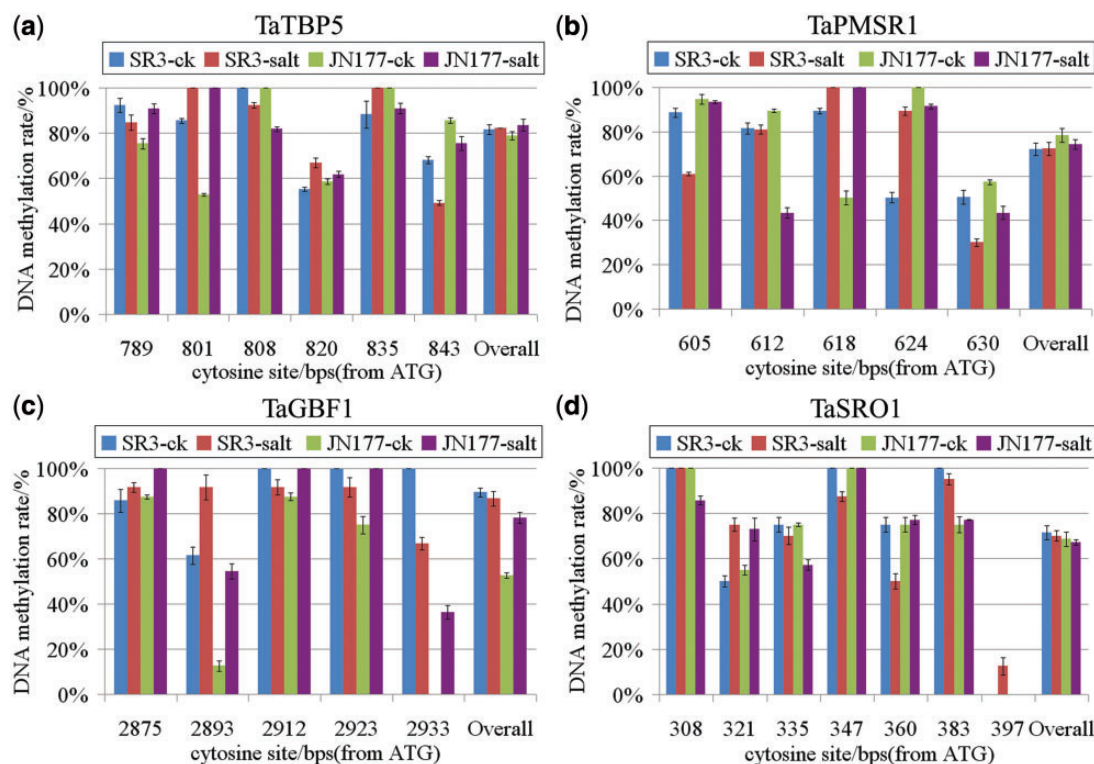 (a) TaTBP5
SR3-ck SR3-salt JN177-ck JN177-salt
DNA methylation rate/%
100%
80%
60%
40%
20%
0%
789 801 808 820 835 843 Overall
cytosine site/bps(from ATG)
(b) TaPMSR1
SR3-ck SR3-salt JN177-ck JN177-salt
DNA methylation rate/%
100%
80%
60%
40%
20%
0%
605 612 618 624 630 Overall
cytosine site/bps(from ATG)
(c) TaGBF1
SR3-ck SR3-salt JN177-ck JN177-salt
DNA methylation rate/%
100%
80%
60%
40%
20%
0%
2875 2893 2912 2923 2933 Overall
cytosine site/bps(from ATG)
(d) TaSRO1
SR3-ck SR3-salt JN177-ck JN177-salt
DNA methylation rate/%
100%
80%
60%
40%
20%
0%
308 321 335 347 360 383 397 Overall
cytosine site/bps(from ATG)